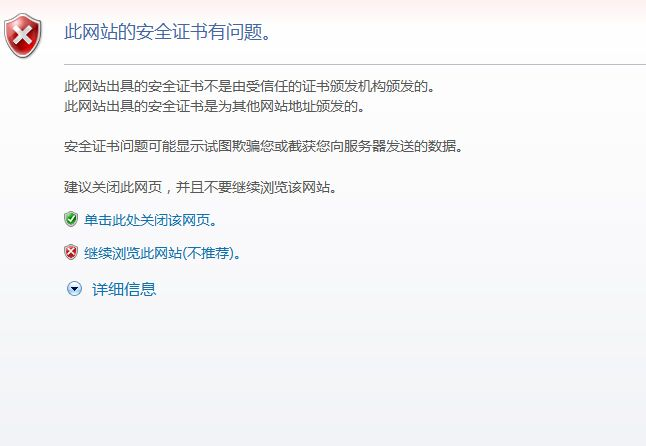 此网站的安全证书有问题。
此网站出具的安全证书不是由受信任的证书颁发机构颁发的。
此网站出具的安全证书是为其他网站地址颁发的。
安全证书问题可能显示试图欺骗您或截获您向服务器发送的数据。
建议关闭此网页，并且不要继续浏览该网站。
单击此处关闭该网页。
继续浏览此网站(不推荐)。
详细信息